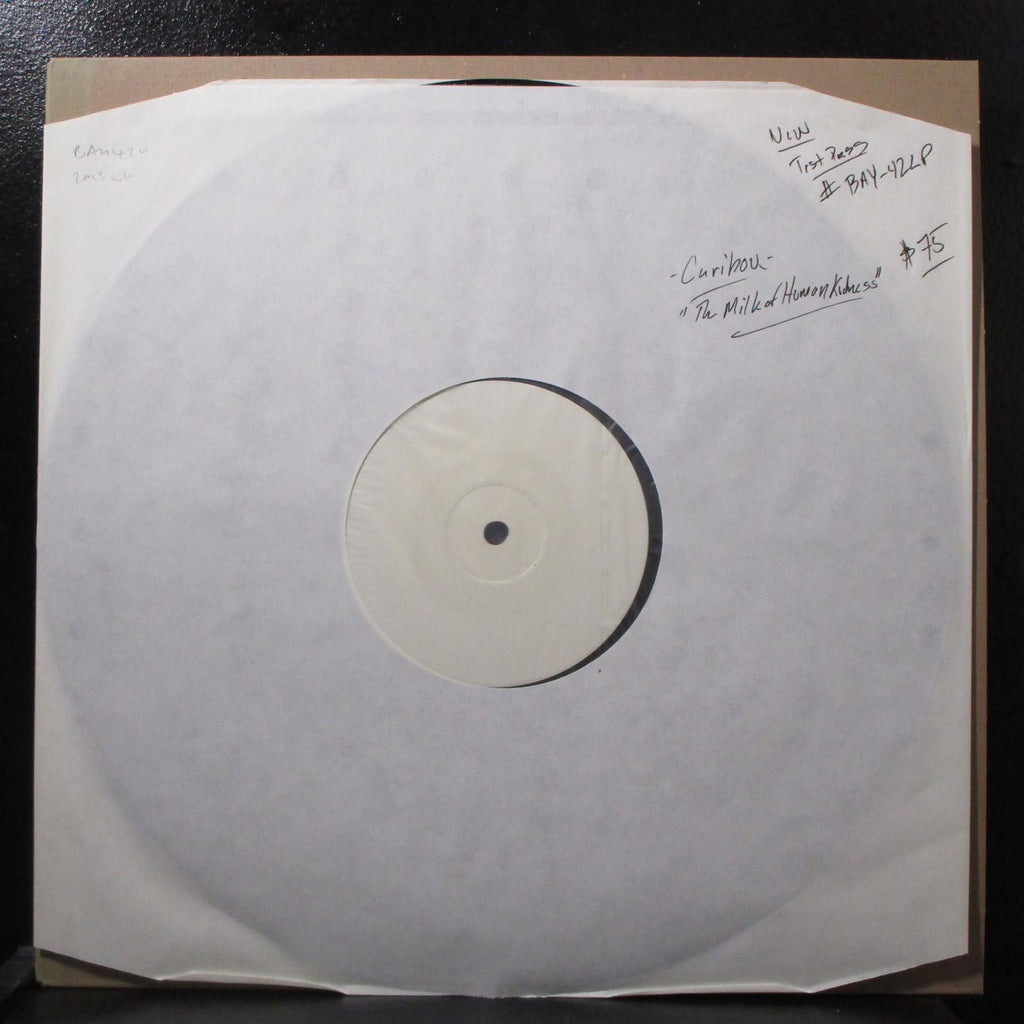 New
Test Press
# BAY-42LP
$75
-Caribou-
"The Milk of Human Kidness"